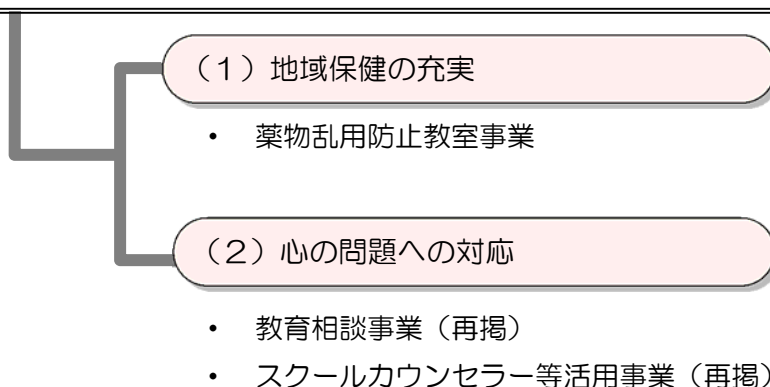 （１）地域保健の充実
・ 薬物乱用防止教室事業
（２）心の問題への対応
・ 教育相談事業（再掲）
・ スクールカウンセラー等活用事業（再掲）